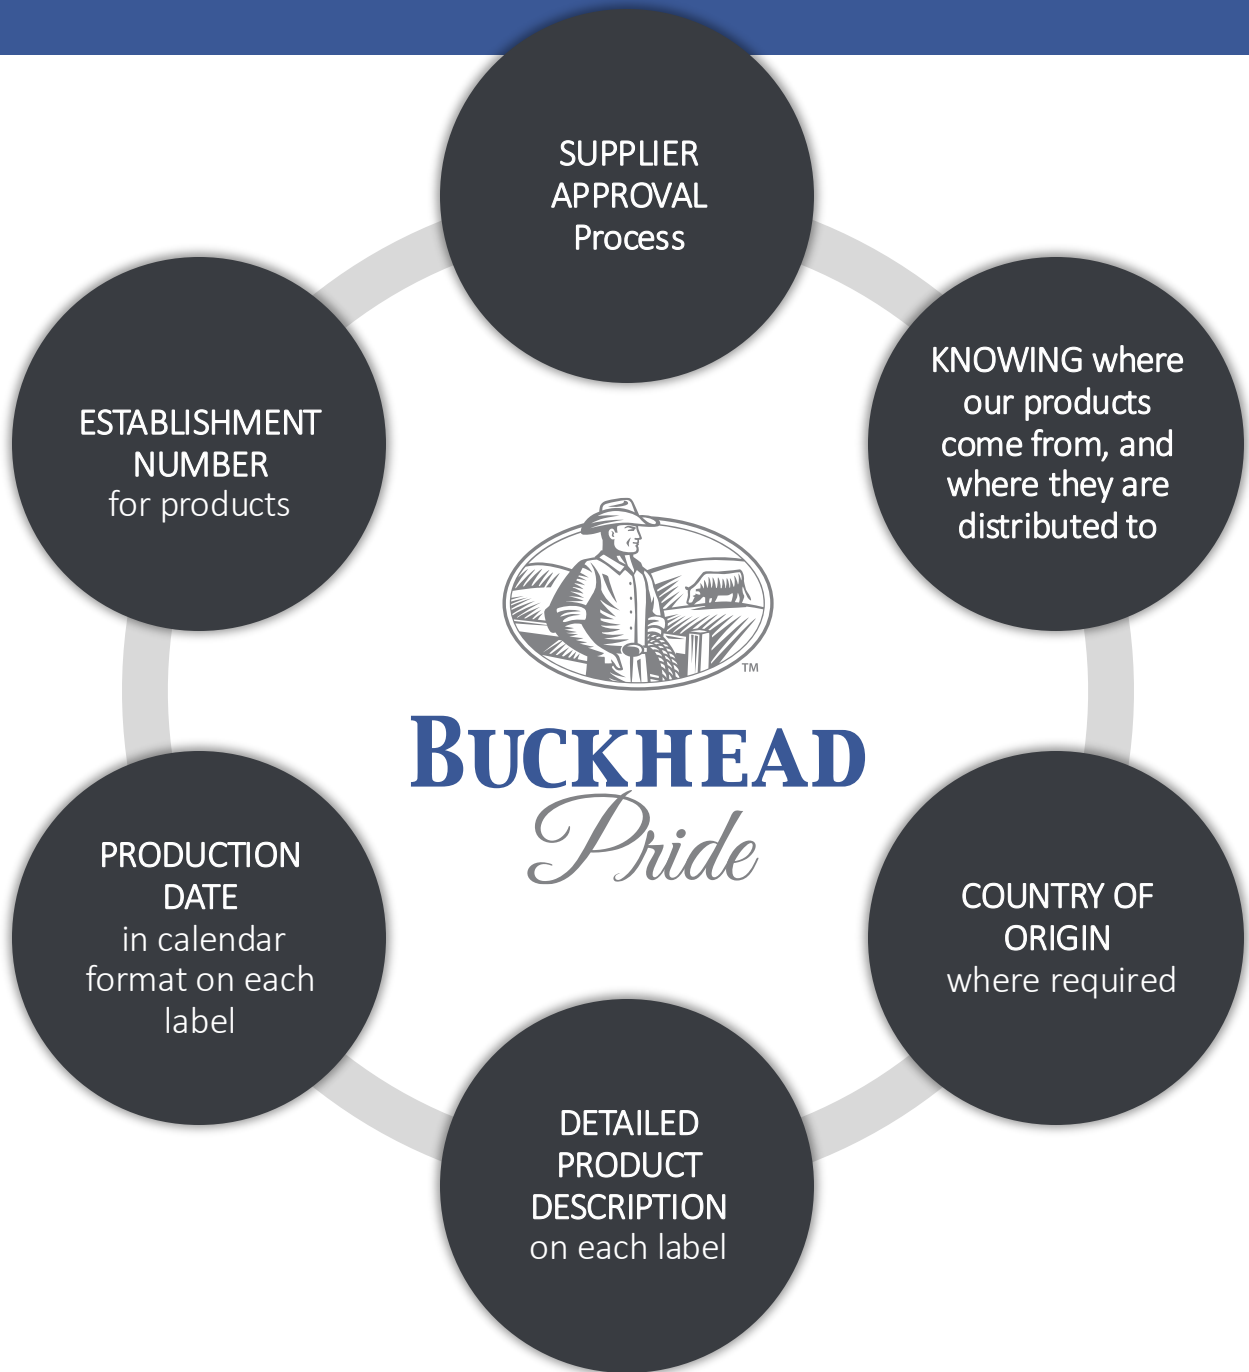 SUPPLIER
APPROVAL
Process
KNOWING where
our products
come from, and
where they are
distributed to
COUNTRY OF
ORIGIN
where required
DETAILED
PRODUCT
DESCRIPTION
on each label
PRODUCTION
DATE
in calendar
format on each
label
ESTABLISHMENT
NUMBER
for products
TM
BUCKHEAD
Pride